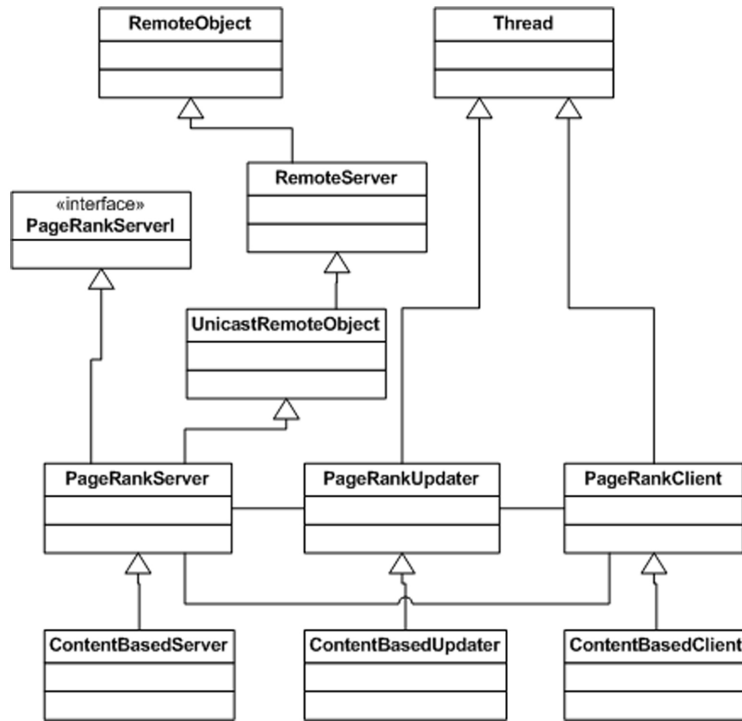 RemoteObject
Thread
RemoteServer
«interface»
PageRankServerI
UnicastRemoteObject
PageRankServer
PageRankUpdater
PageRankClient
ContentBasedServer
ContentBasedUpdater
ContentBasedClient